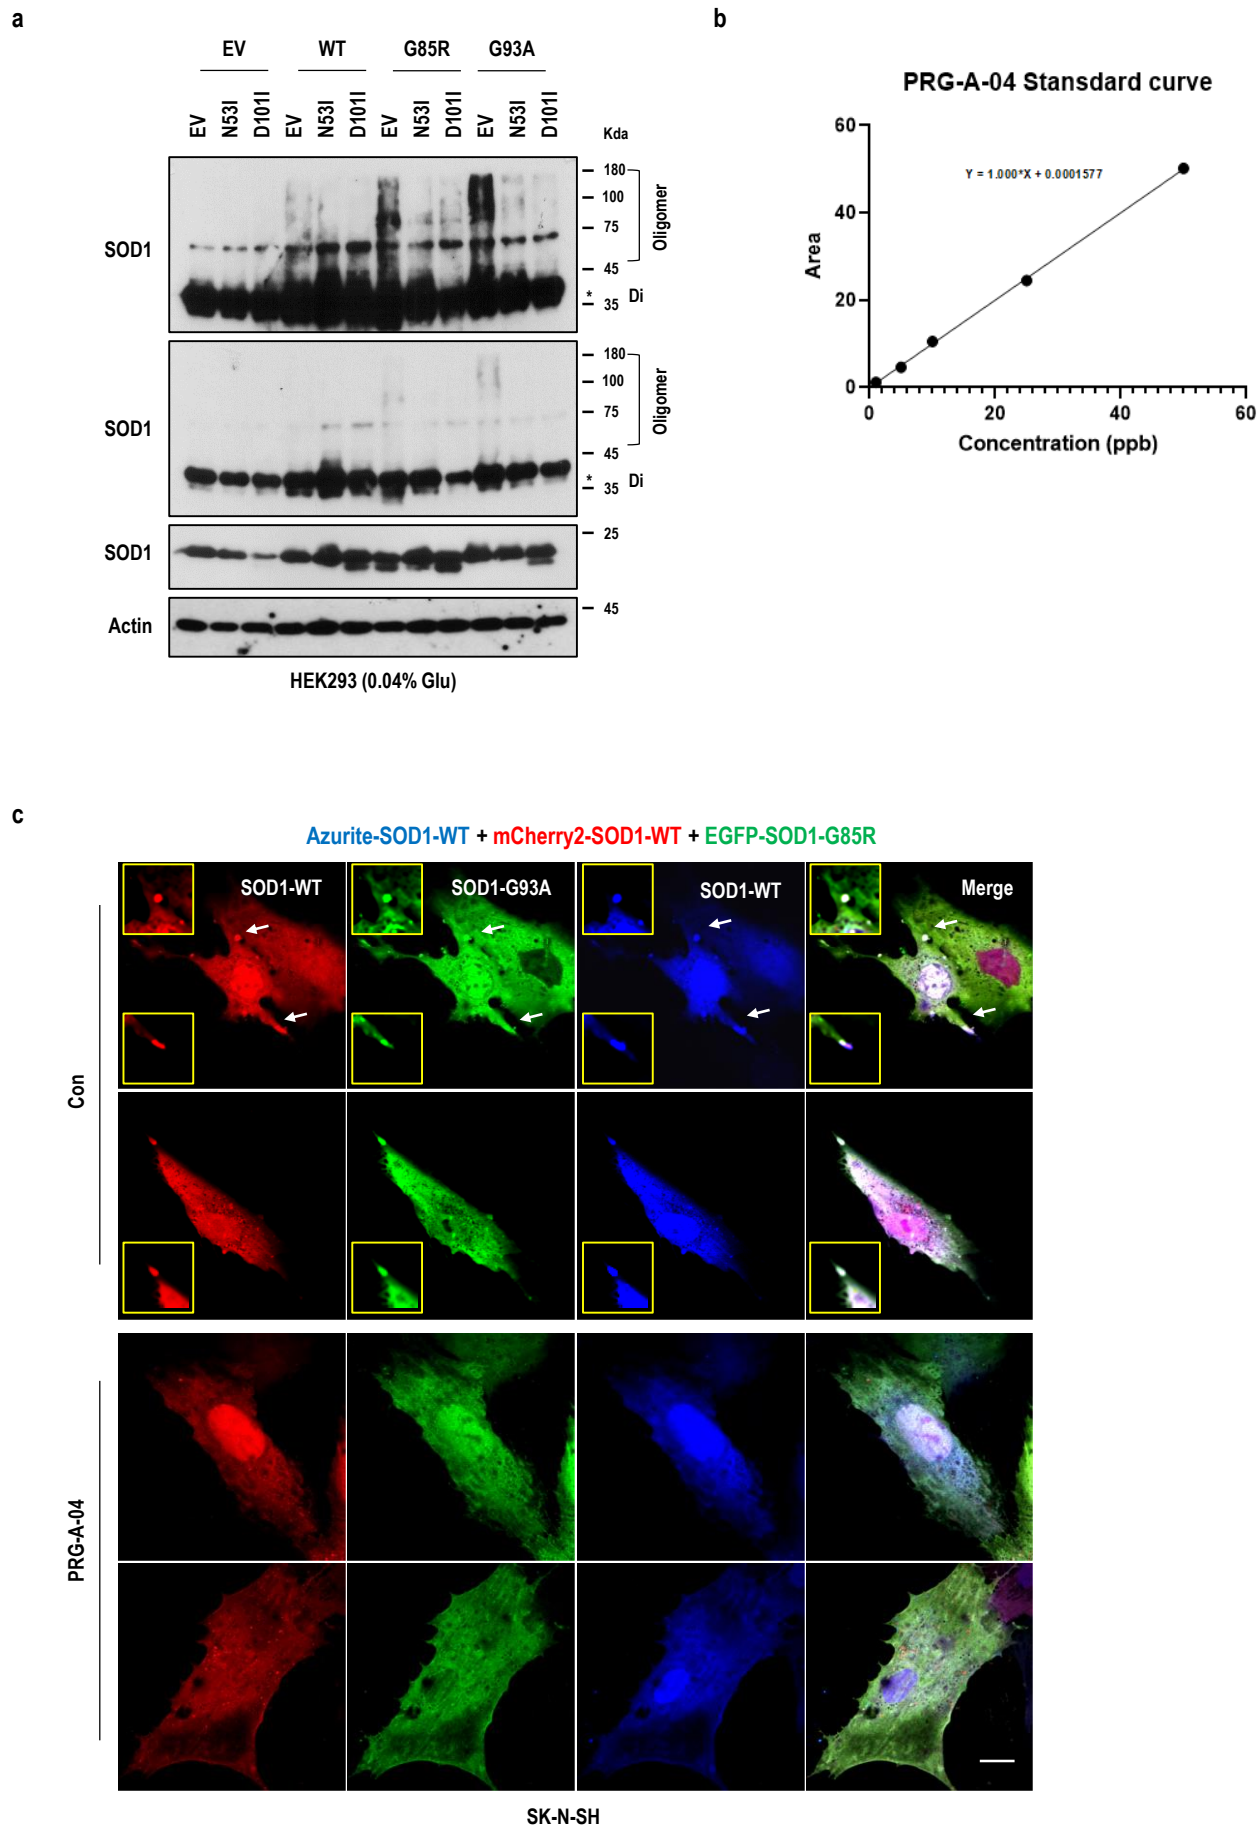 a
EV WT G85R G93A
EV N53I D101I EV N53I D101I EV N53I D101I EV N53I D101I
Kda
SOD1
180
100
75
45
* 35 Di
Oligomer
SOD1
180
100
75
45
* 35 Di
Oligomer
SOD1
25
Actin
45
HEK293 (0.04% Glu)
b
PRG-A-04 Stansdard curve
Y = 1.000*X + 0.0001577
Area
60
40
20
0
0 20 40 60
Concentration (ppb)
c
Azurite-SOD1-WT + mCherry2-SOD1-WT + EGFP-SOD1-G85R
SOD1-WT SOD1-G93A SOD1-WT Merge
Con
PRG-A-04
SK-N-SH